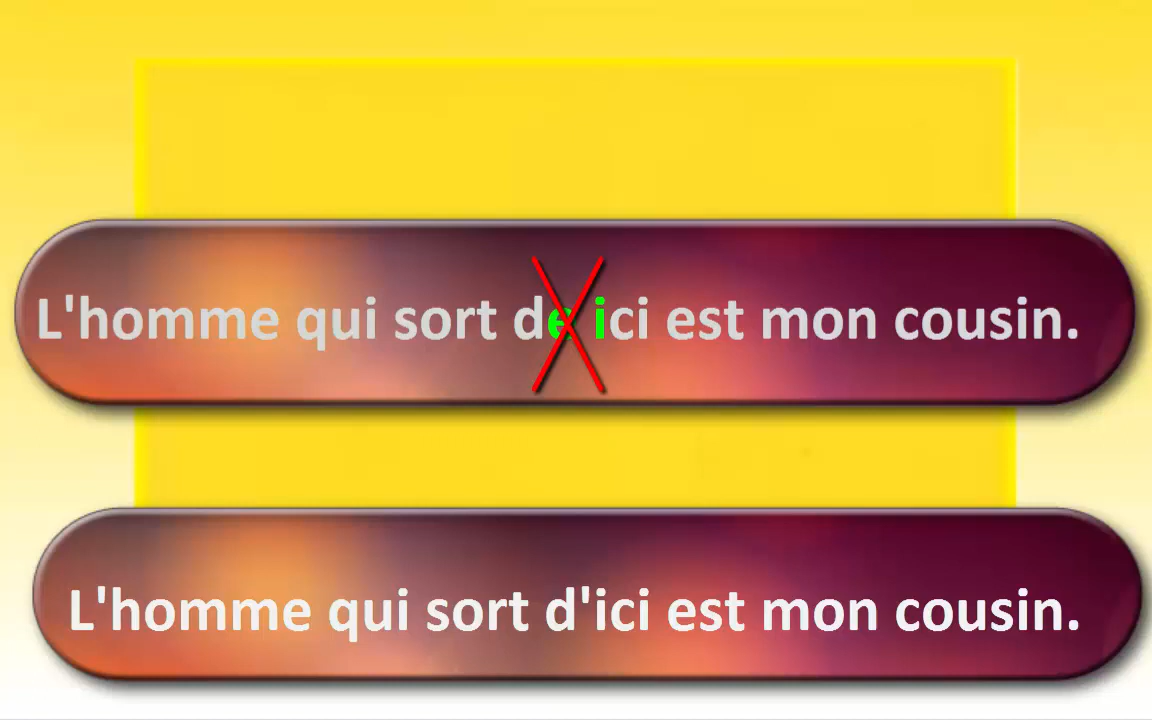 L'homme qui sort de ici est mon cousin.
L'homme qui sort d'ici est mon cousin.